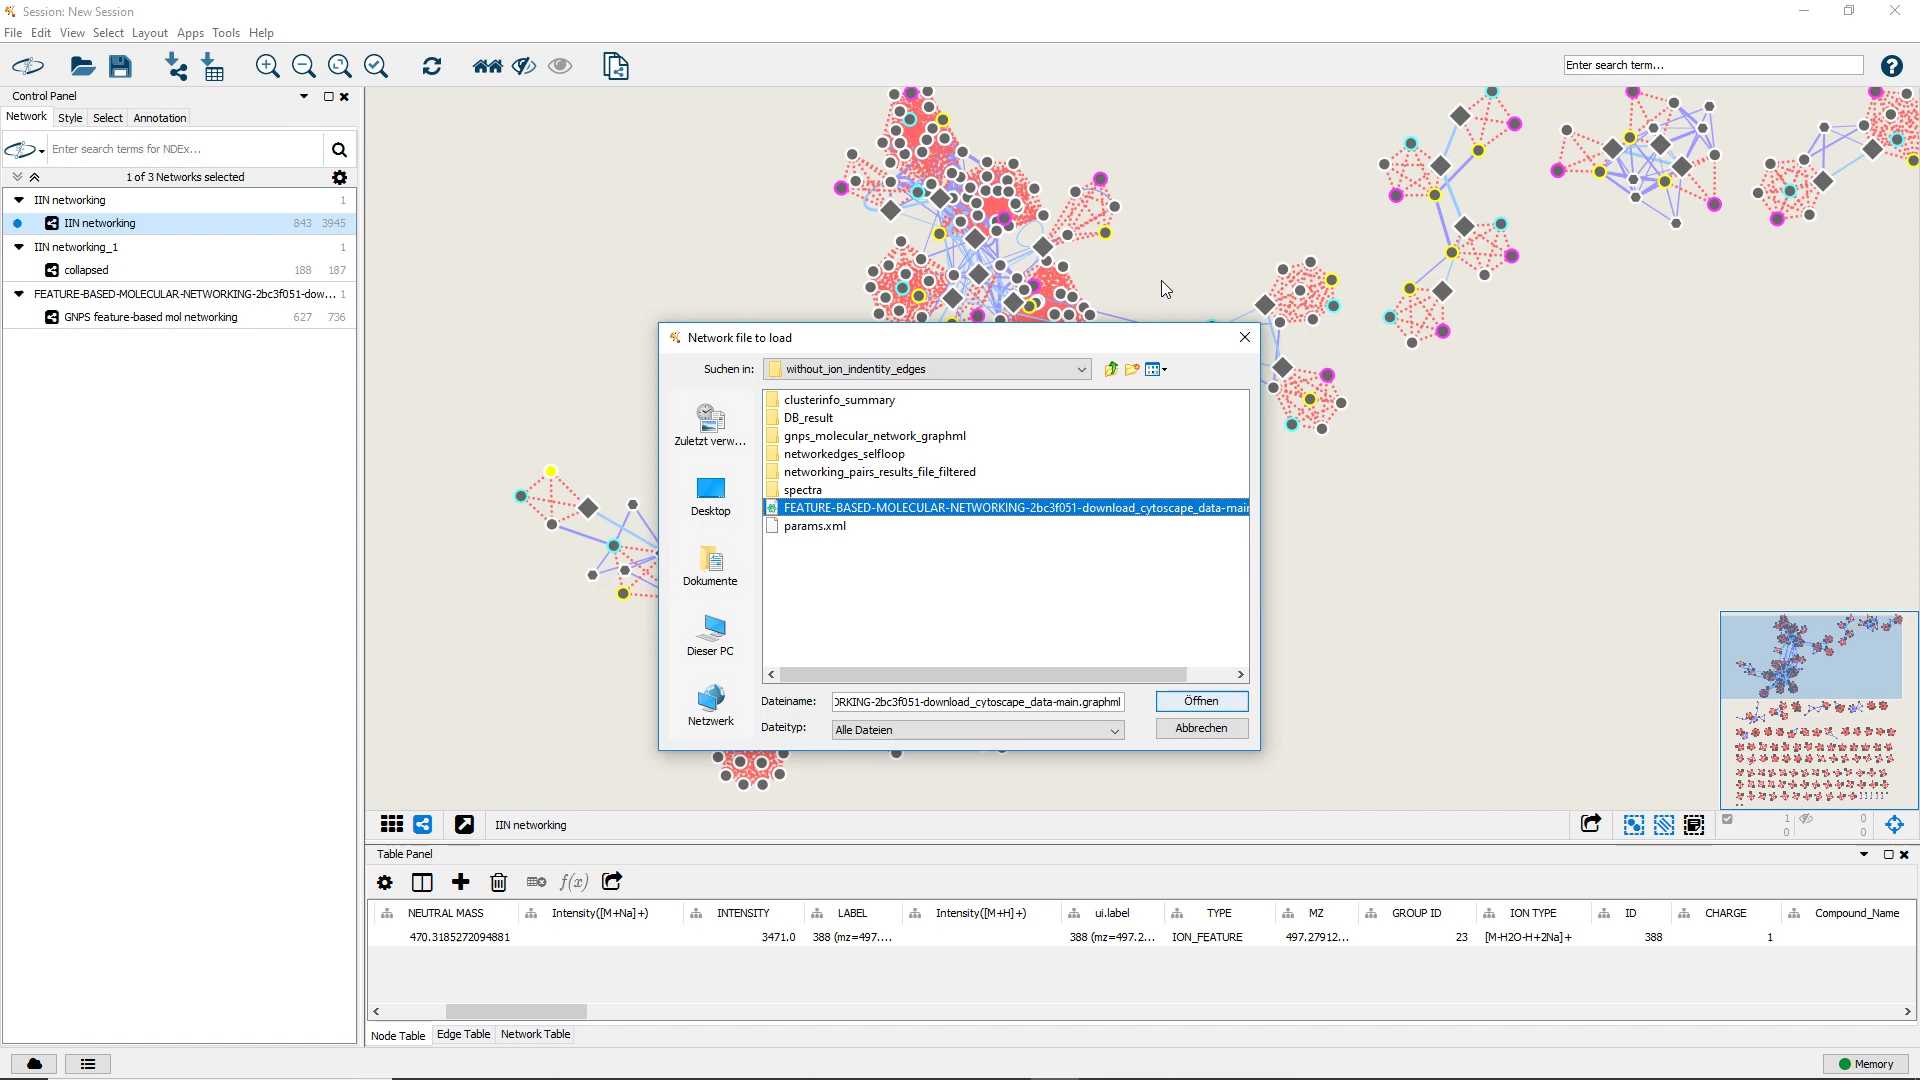 Session: New Session
File Edit View Select Layout Apps Tools Help
Enter search term...
Control Panel
Network Style Select Annotation
Enter search terms for NDEx...
1 of 3 Networks selected
IIN networking 1
IIN networking 843 3945
IIN networking_1 1
collapsed 188 187
FEATURE-BASED-MOLECULAR-NETWORKING-2bc3f051-dow... 1
GNPS feature-based mol networking 627 736
Network file to load
Suchen in: without_ion_indentity_edges
clusterinfo_summary
DB_result
gnps_molecular_network_graphml
networkedges_selfloop
networking_pairs_results_file_filtered
spectra
FEATURE-BASED-MOLECULAR-NETWORKING-2bc3f051-download_cytoscape_data-main
params.xml
Zuletzt verw...
Desktop
Dokumente
Dieser PC
Netzwerk
Dateiname: ORKING-2bc3f051-download_cytoscape_data-main.graphml Öffnen
Dateityp: Alle Dateien Abbrechen
IIN networking
1 0
0 0
Table Panel
f(x)
NEUTRAL MASS Intensity([M+Na]+) INTENSITY LABEL Intensity([M+H]+) ui.label TYPE MZ GROUP ID ION TYPE ID CHARGE Compound_Name
470.3185272094881 3471.0 388 (mz=497.... 388 (mz=497.2... ION_FEATURE 497.27912... 23 [M-H2O-H+2Na]+ 388 1
Node Table Edge Table Network Table
Memory